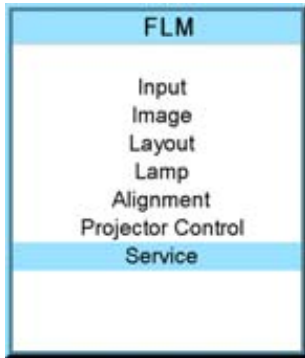 FLM
Input
Image
Layout
Lamp
Alignment
Projector Control
Service